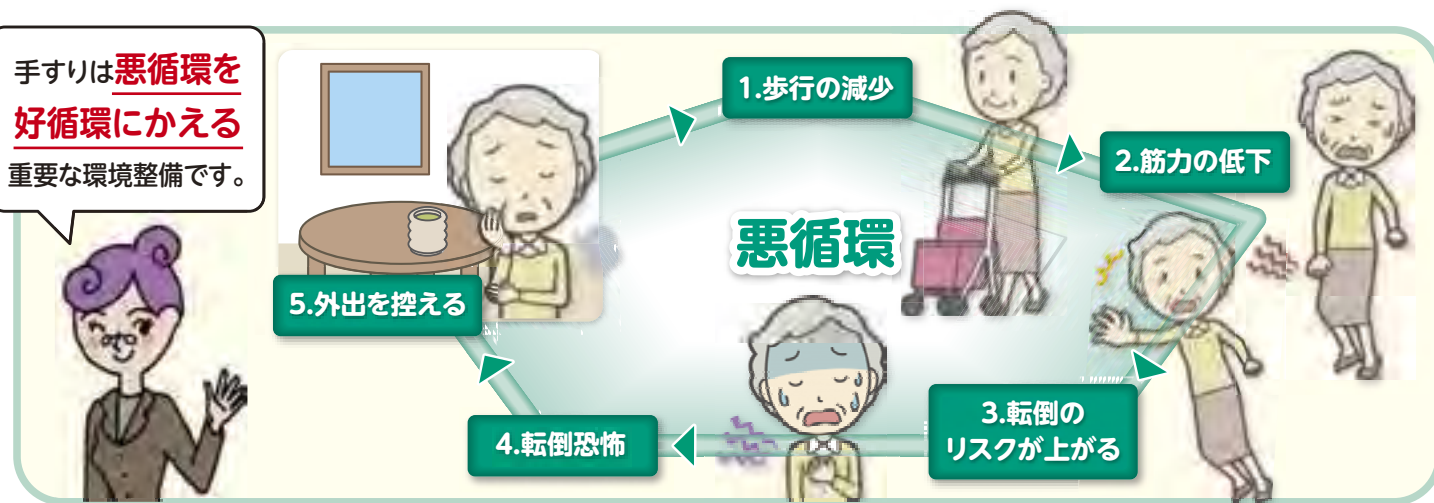 手すりは悪循環を
好循環にかえる
重要な環境整備です。
1.歩行の減少
2.筋力の低下
悪循環
5.外出を控える
3.転倒の
リスクが上がる
4.転倒恐怖